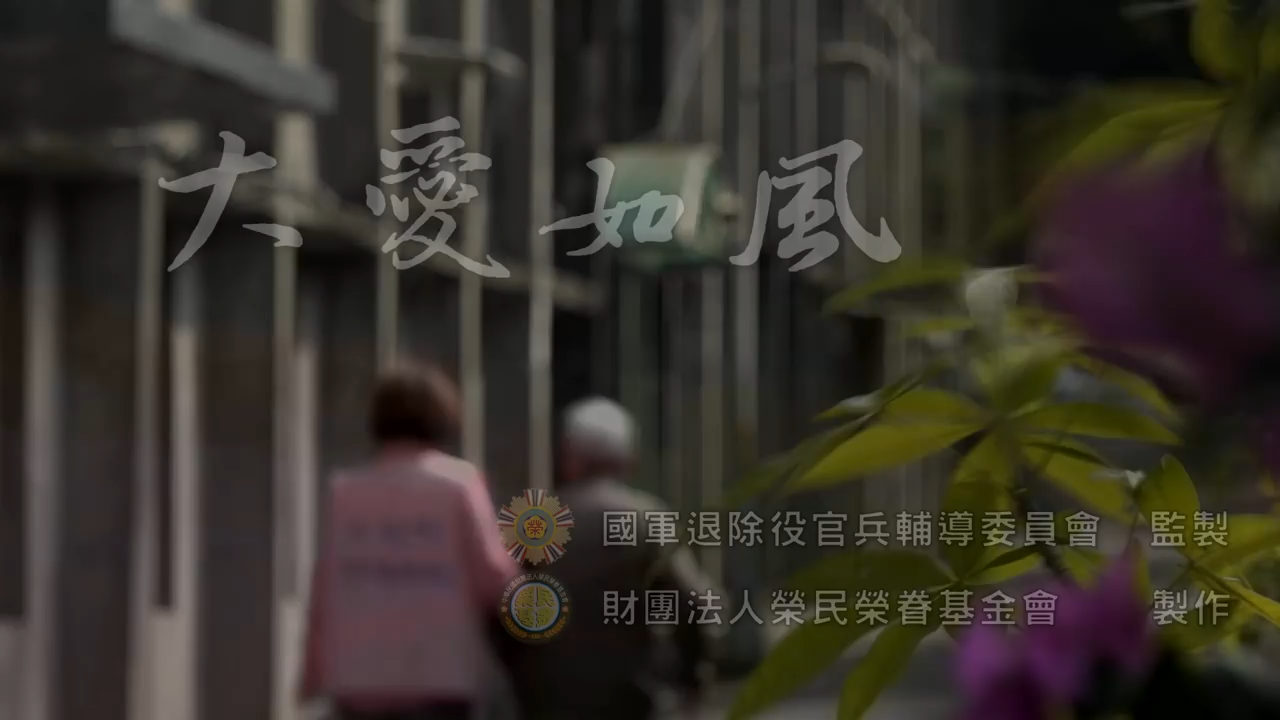 大愛如風
國軍退除役官兵輔導委員會 監製
財團法人榮民榮眷基金會 製作